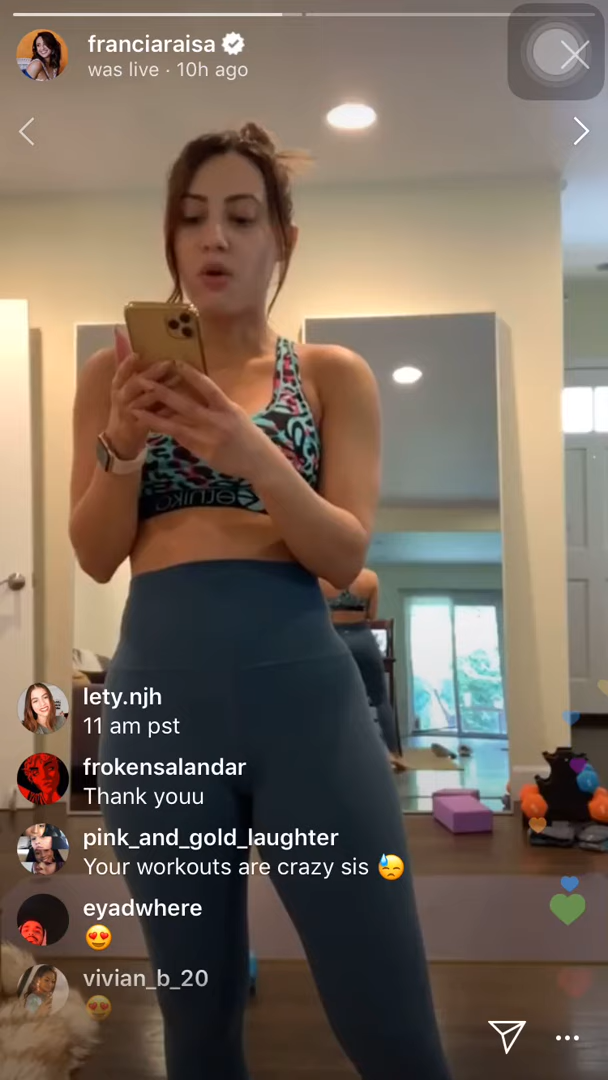 franciaraisa
was live · 10h ago
lety.njh
11 am pst
frokensalandar
Thank youu
pink_and_gold_laughter
Your workouts are crazy sis 😓
eyadwhere
😍
vivian_b_20
😍